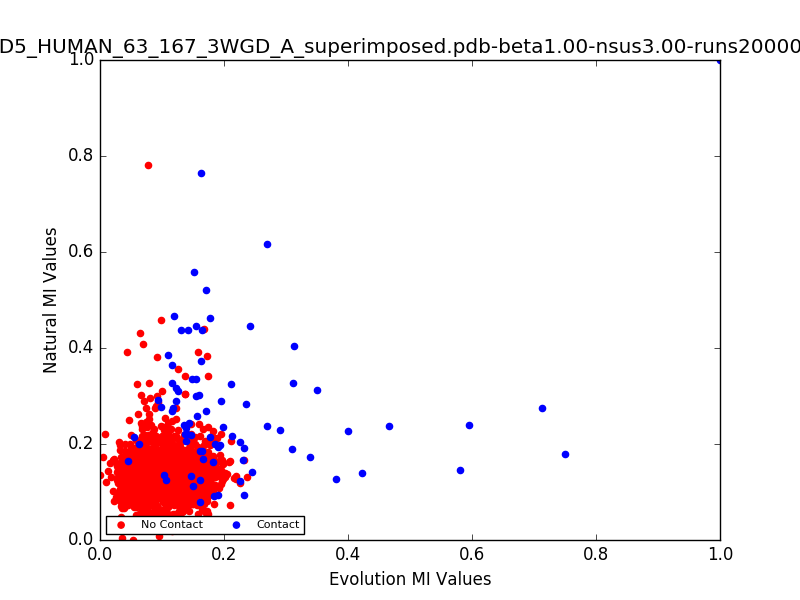 D5_HUMAN_63_167_3WGD_A_superimposed.pdb-beta1.00-nsus3.00-runs20000
1.0
0.8
0.6
0.4
0.2
0.0
Natural MI Values
No Contact Contact
0.0 0.2 0.4 0.6 0.8 1.0
Evolution MI Values